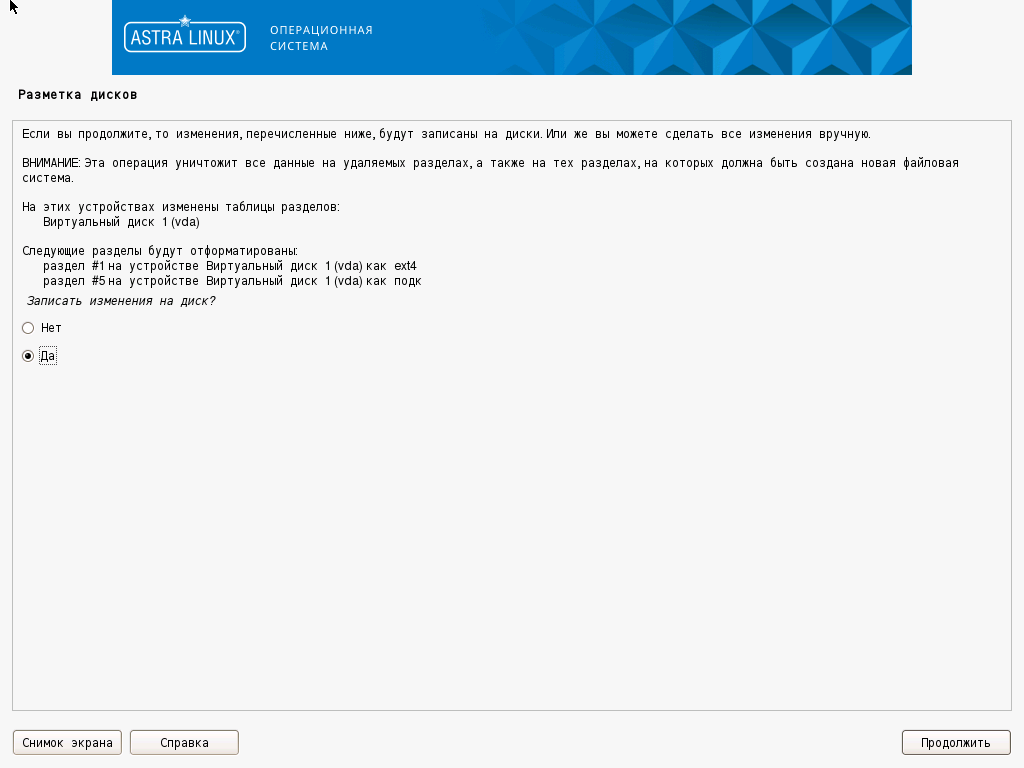 ASTRA LINUX®
ОПЕРАЦИОННАЯ
СИСТЕМА
Разметка дисков
Если вы продолжите, то изменения, перечисленные ниже, будут записаны на диски. Или же вы можете сделать все изменения вручную.
ВНИМАНИЕ: Эта операция уничтожит все данные на удаляемых разделах, а также на тех разделах, на которых должна быть создана новая файловая
система.
На этих устройствах изменены таблицы разделов:
Виртуальный диск 1 (vda)
Следующие разделы будут отформатированы:
раздел #1 на устройстве Виртуальный диск 1 (vda) как ext4
раздел #5 на устройстве Виртуальный диск 1 (vda) как подк
Записать изменения на диск?
Нет
Да
Снимок экрана
Справка
Продолжить